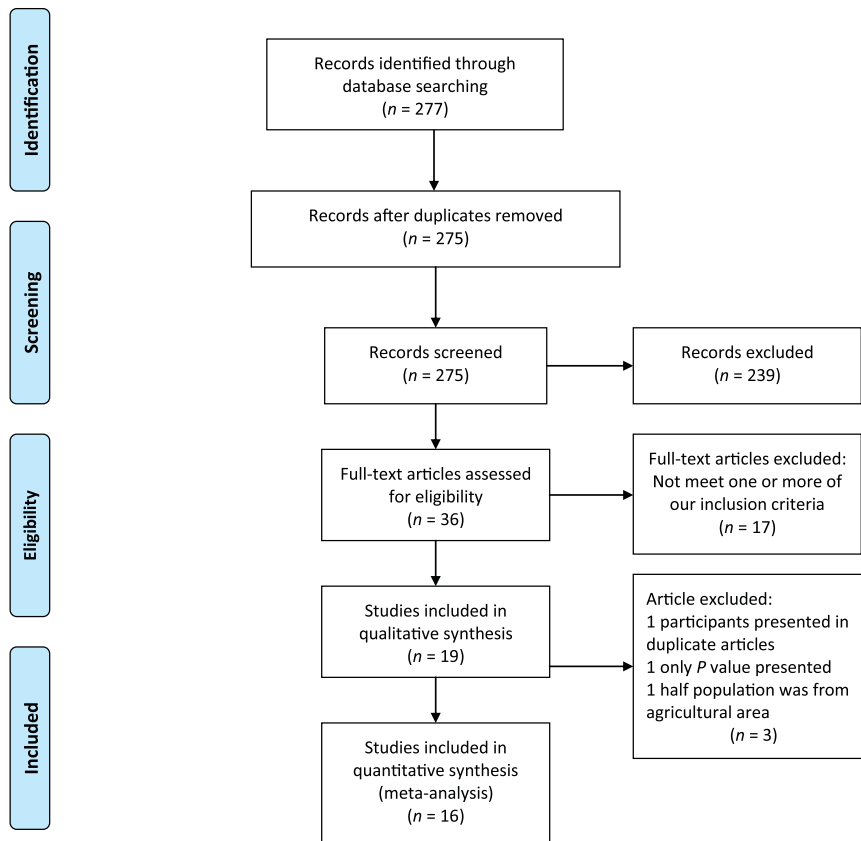 Identification
Records identified through
database searching
(n = 277)
Records after duplicates removed
(n = 275)
Screening
Records screened
(n = 275)
Records excluded
(n = 239)
Eligibility
Full-text articles assessed
for eligibility
(n = 36)
Full-text articles excluded:
Not meet one or more of
our inclusion criteria
(n = 17)
Studies included in
qualitative synthesis
(n = 19)
Article excluded:
1 participants presented in
duplicate articles
1 only P value presented
1 half population was from
agricultural area
(n = 3)
Included
Studies included in
quantitative synthesis
(meta-analysis)
(n = 16)